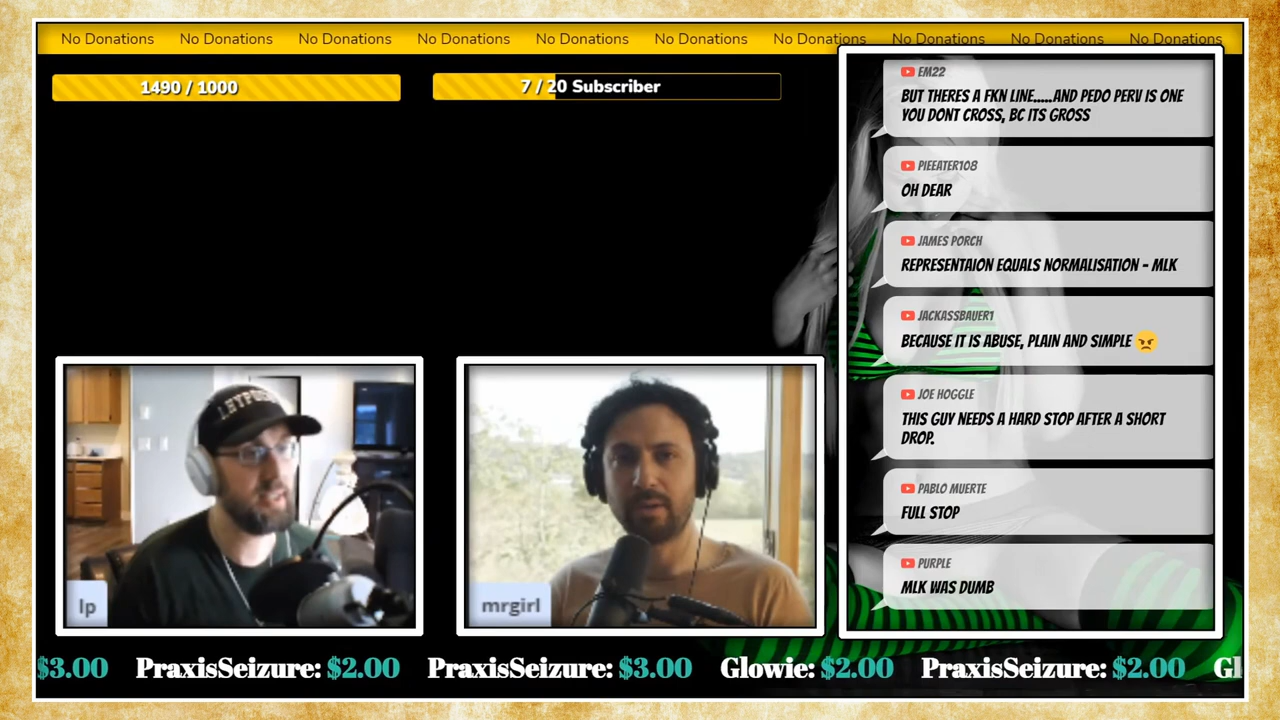 No Donations No Donations No Donations No Donations No Donations No Donations No Donations No Donations No Donations No Donations
1490 / 1000
7 / 20 Subscriber
EM22
BUT THERES A FKN LINE.....AND PEDO PERV IS ONE
YOU DONT CROSS, BC ITS GROSS
PIEEATER108
OH DEAR
JAMES PORCH
REPRESENTAION EQUALS NORMALISATION - MLK
JACKASSBAUER1
BECAUSE IT IS ABUSE, PLAIN AND SIMPLE 😠
JOE HOGGLE
THIS GUY NEEDS A HARD STOP AFTER A SHORT
DROP.
PABLO MUERTE
FULL STOP
PURPLE
MLK WAS DUMB
lp
mrgirl
$3.00 PraxisSeizure: $2.00 PraxisSeizure: $3.00 Glowie: $2.00 PraxisSeizure: $2.00 Gl